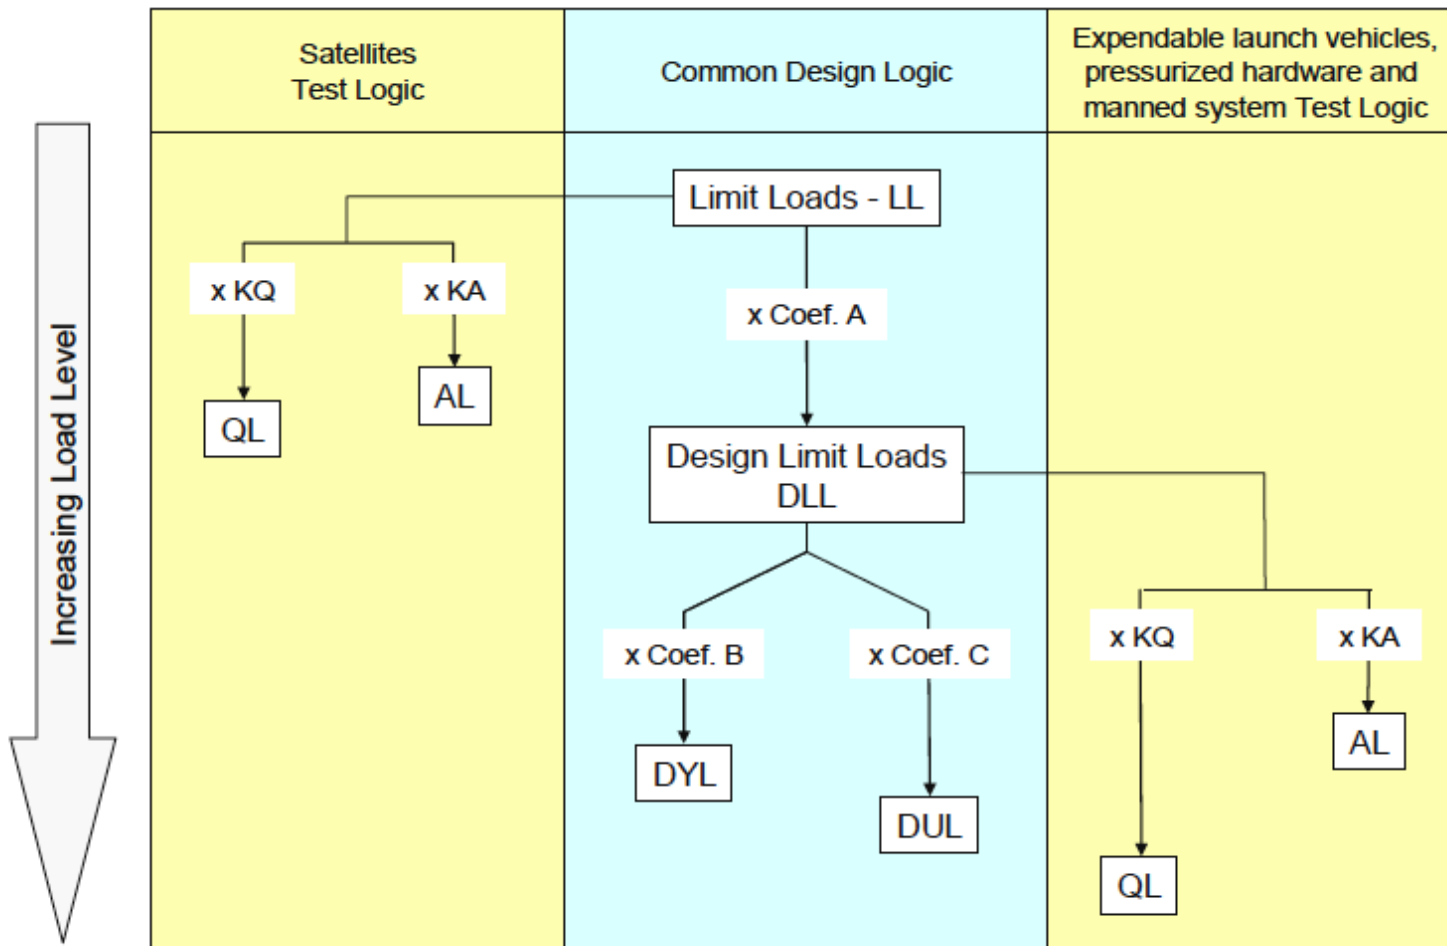 Satellites
Test Logic
Common Design Logic
Expendable launch vehicles,
pressurized hardware and
manned system Test Logic
Increasing Load Level
Limit Loads - LL
x KQ
x KA
x Coef. A
QL
AL
Design Limit Loads
DLL
x Coef. B
x Coef. C
x KQ
x KA
DYL
DUL
AL
QL